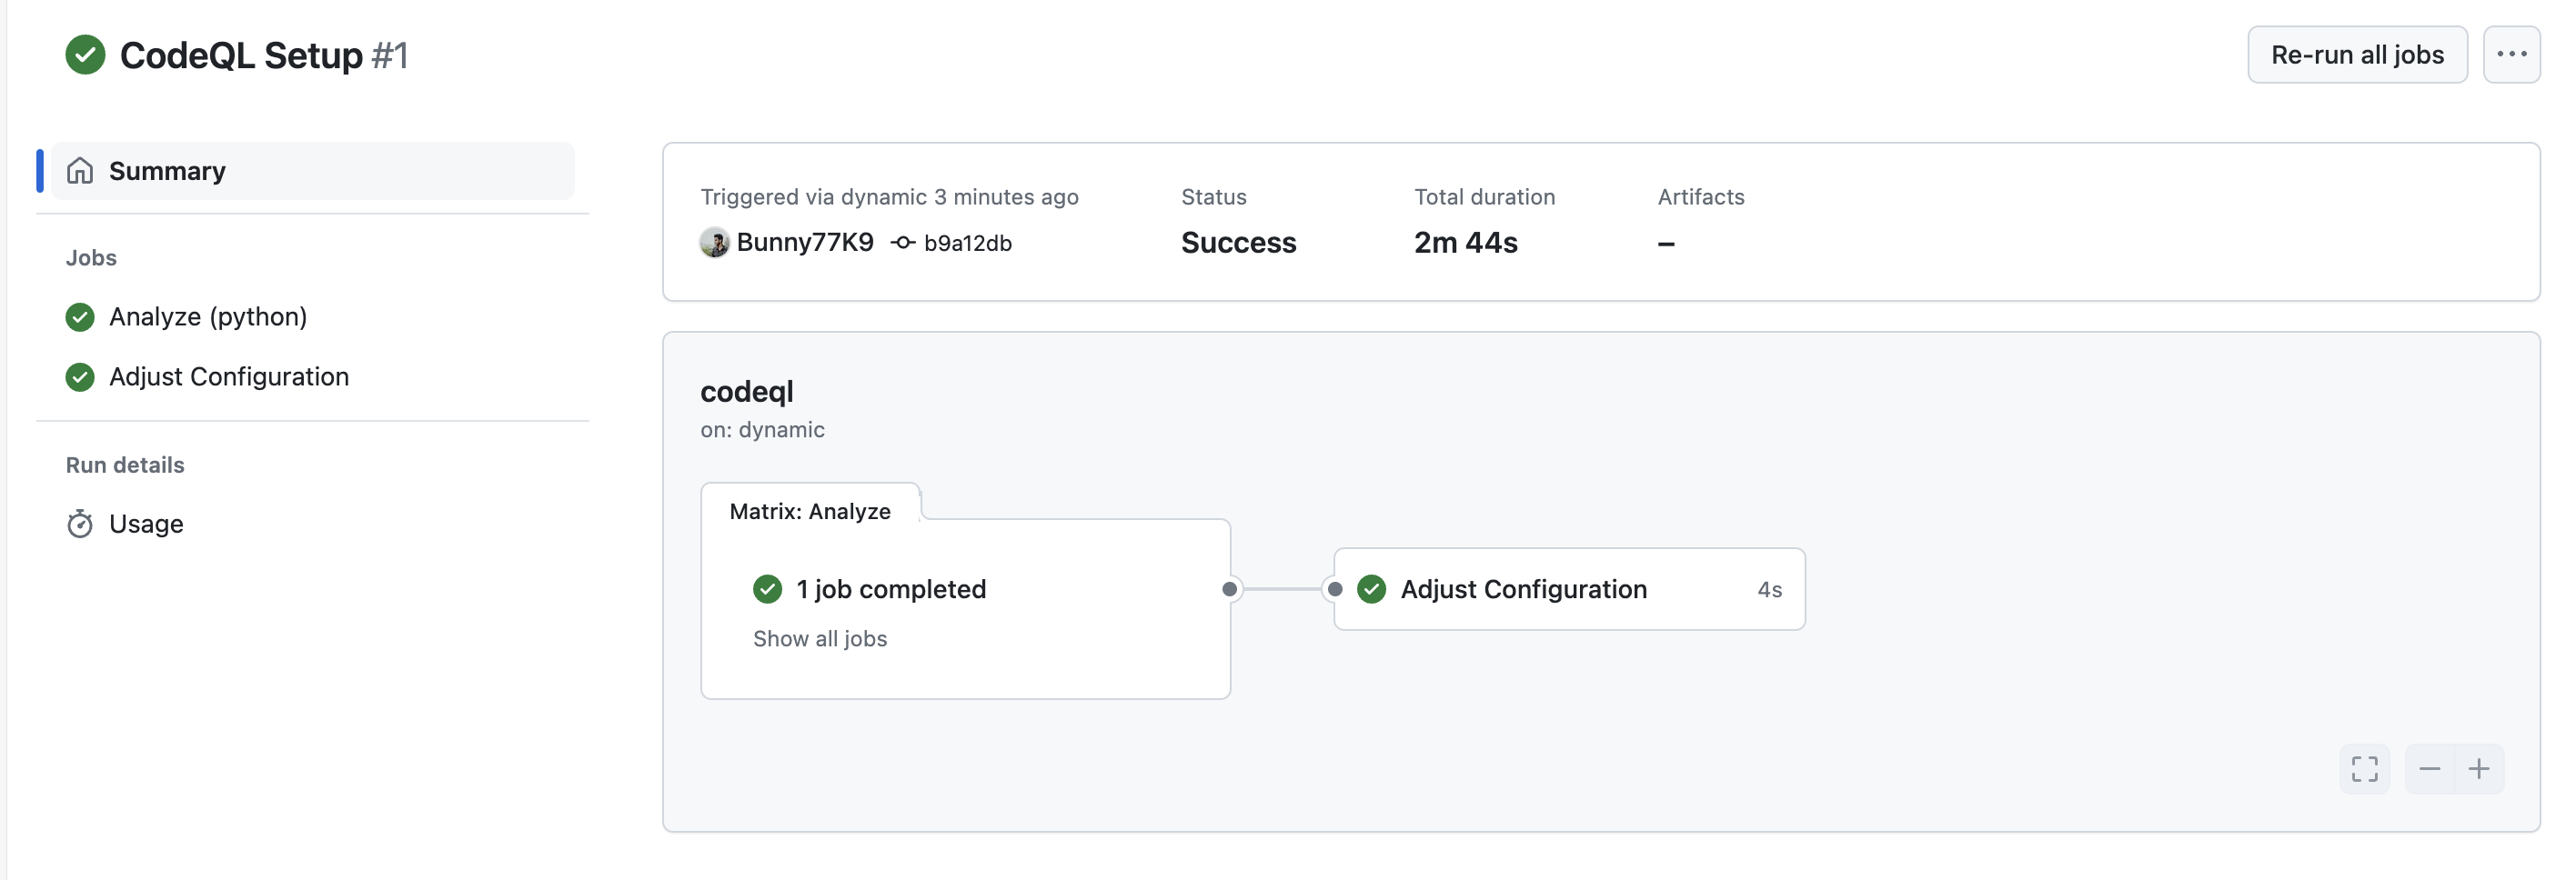 CodeQL Setup #1
Re-run all jobs
Summary
Jobs
Analyze (python)
Adjust Configuration
Run details
Usage
Triggered via dynamic 3 minutes ago
Bunny77K9 b9a12db
Status
Success
Total duration
2m 44s
Artifacts
–
codeql
on: dynamic
Matrix: Analyze
1 job completed
Show all jobs
Adjust Configuration 4s